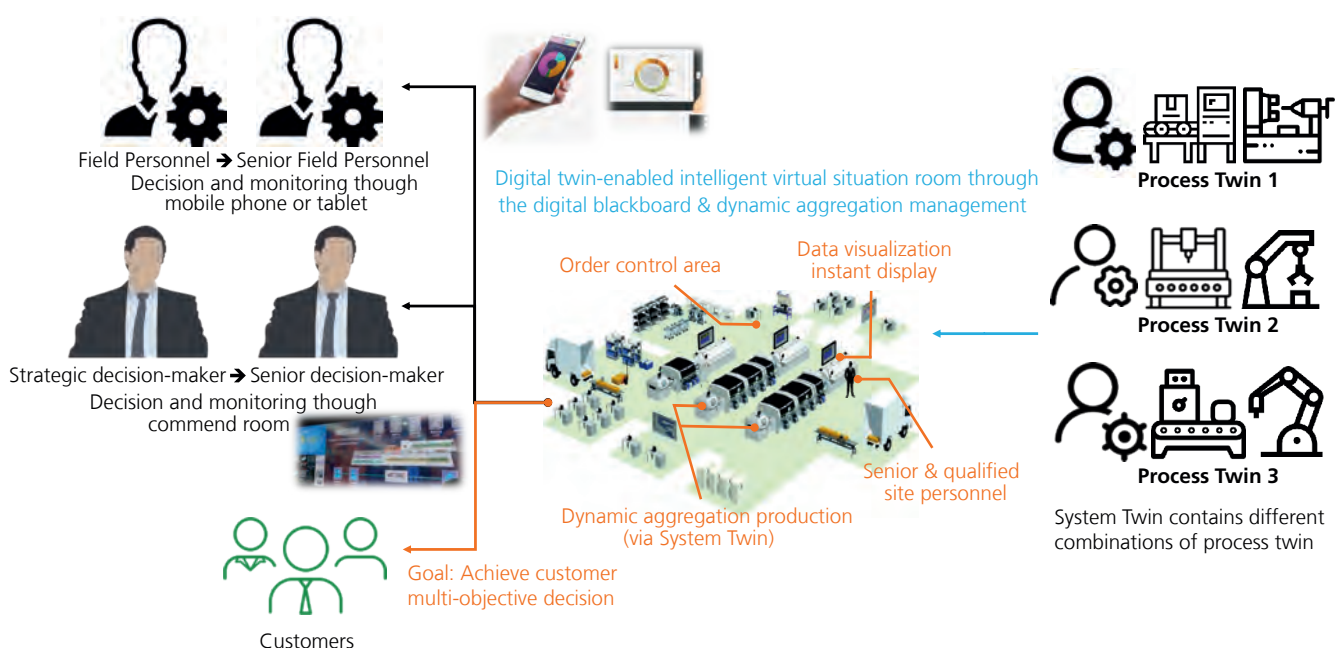 Field Personnel ➔ Senior Field Personnel
Decision and monitoring though
mobile phone or tablet
Strategic decision-maker ➔ Senior decision-maker
Decision and monitoring though
commend room
Customers
Digital twin-enabled intelligent virtual situation room through
the digital blackboard & dynamic aggregation management
Order control area
Data visualization
instant display
Senior & qualified
site personnel
Dynamic aggregation production
(via System Twin)
Goal: Achieve customer
multi-objective decision
Process Twin 1
Process Twin 2
Process Twin 3
System Twin contains different
combinations of process twin